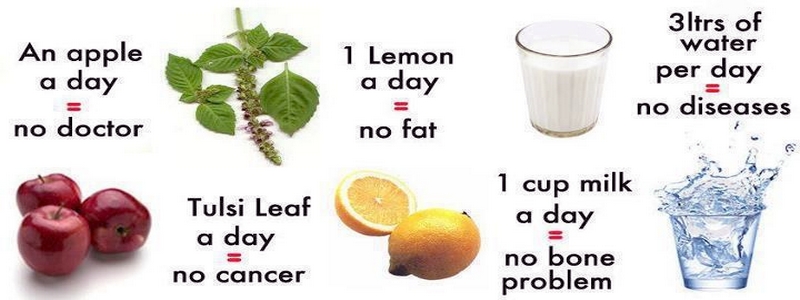 An apple
a day
=
no doctor
Tulsi Leaf
a day
=
no cancer
1 Lemon
a day
=
no fat
1 cup milk
a day
=
no bone
problem
3ltrs of
water
per day
=
no diseases